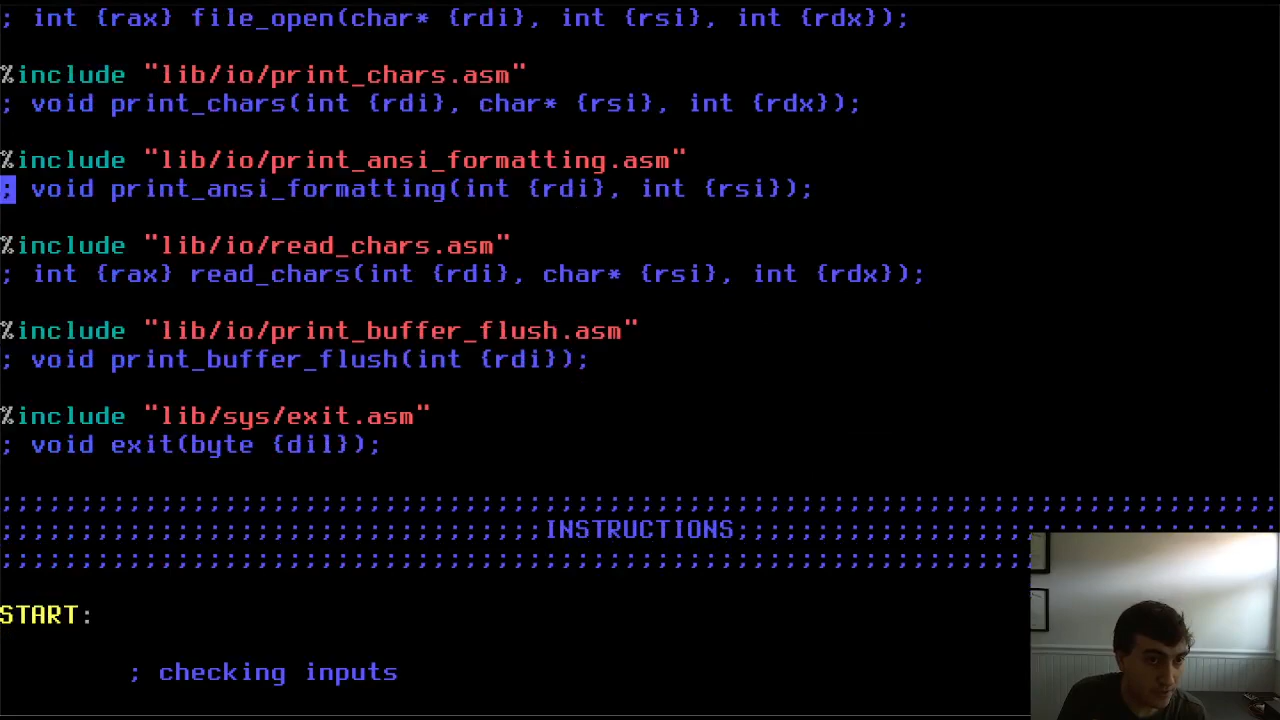 ; int {rax} file_open(char* {rdi}, int {rsi}, int {rdx});
%include "lib/io/print_chars.asm"
; void print_chars(int {rdi}, char* {rsi}, int {rdx});
%include "lib/io/print_ansi_formatting.asm"
; void print_ansi_formatting(int {rdi}, int {rsi});
%include "lib/io/read_chars.asm"
; int {rax} read_chars(int {rdi}, char* {rsi}, int {rdx});
%include "lib/io/print_buffer_flush.asm"
; void print_buffer_flush(int {rdi});
%include "lib/sys/exit.asm"
; void exit(byte {dil});
;;;;;;;;;;;;;;;;;;;;;;;;;;;;;;;;;;;;;;;;;;;;;;;;;;;;;;;;;;;;;;;;;;;;;;;;;;;;;;;;
;;;;;;;;;;;;;;;;;;;;;;;;;;;;;;;;;;INSTRUCTIONS;;;;;;;;;;;;;;;;;;;;;;;;;;;;;;;;;;
;;;;;;;;;;;;;;;;;;;;;;;;;;;;;;;;;;;;;;;;;;;;;;;;;;;;;;;;;;;;;;;;;
START:
; checking inputs